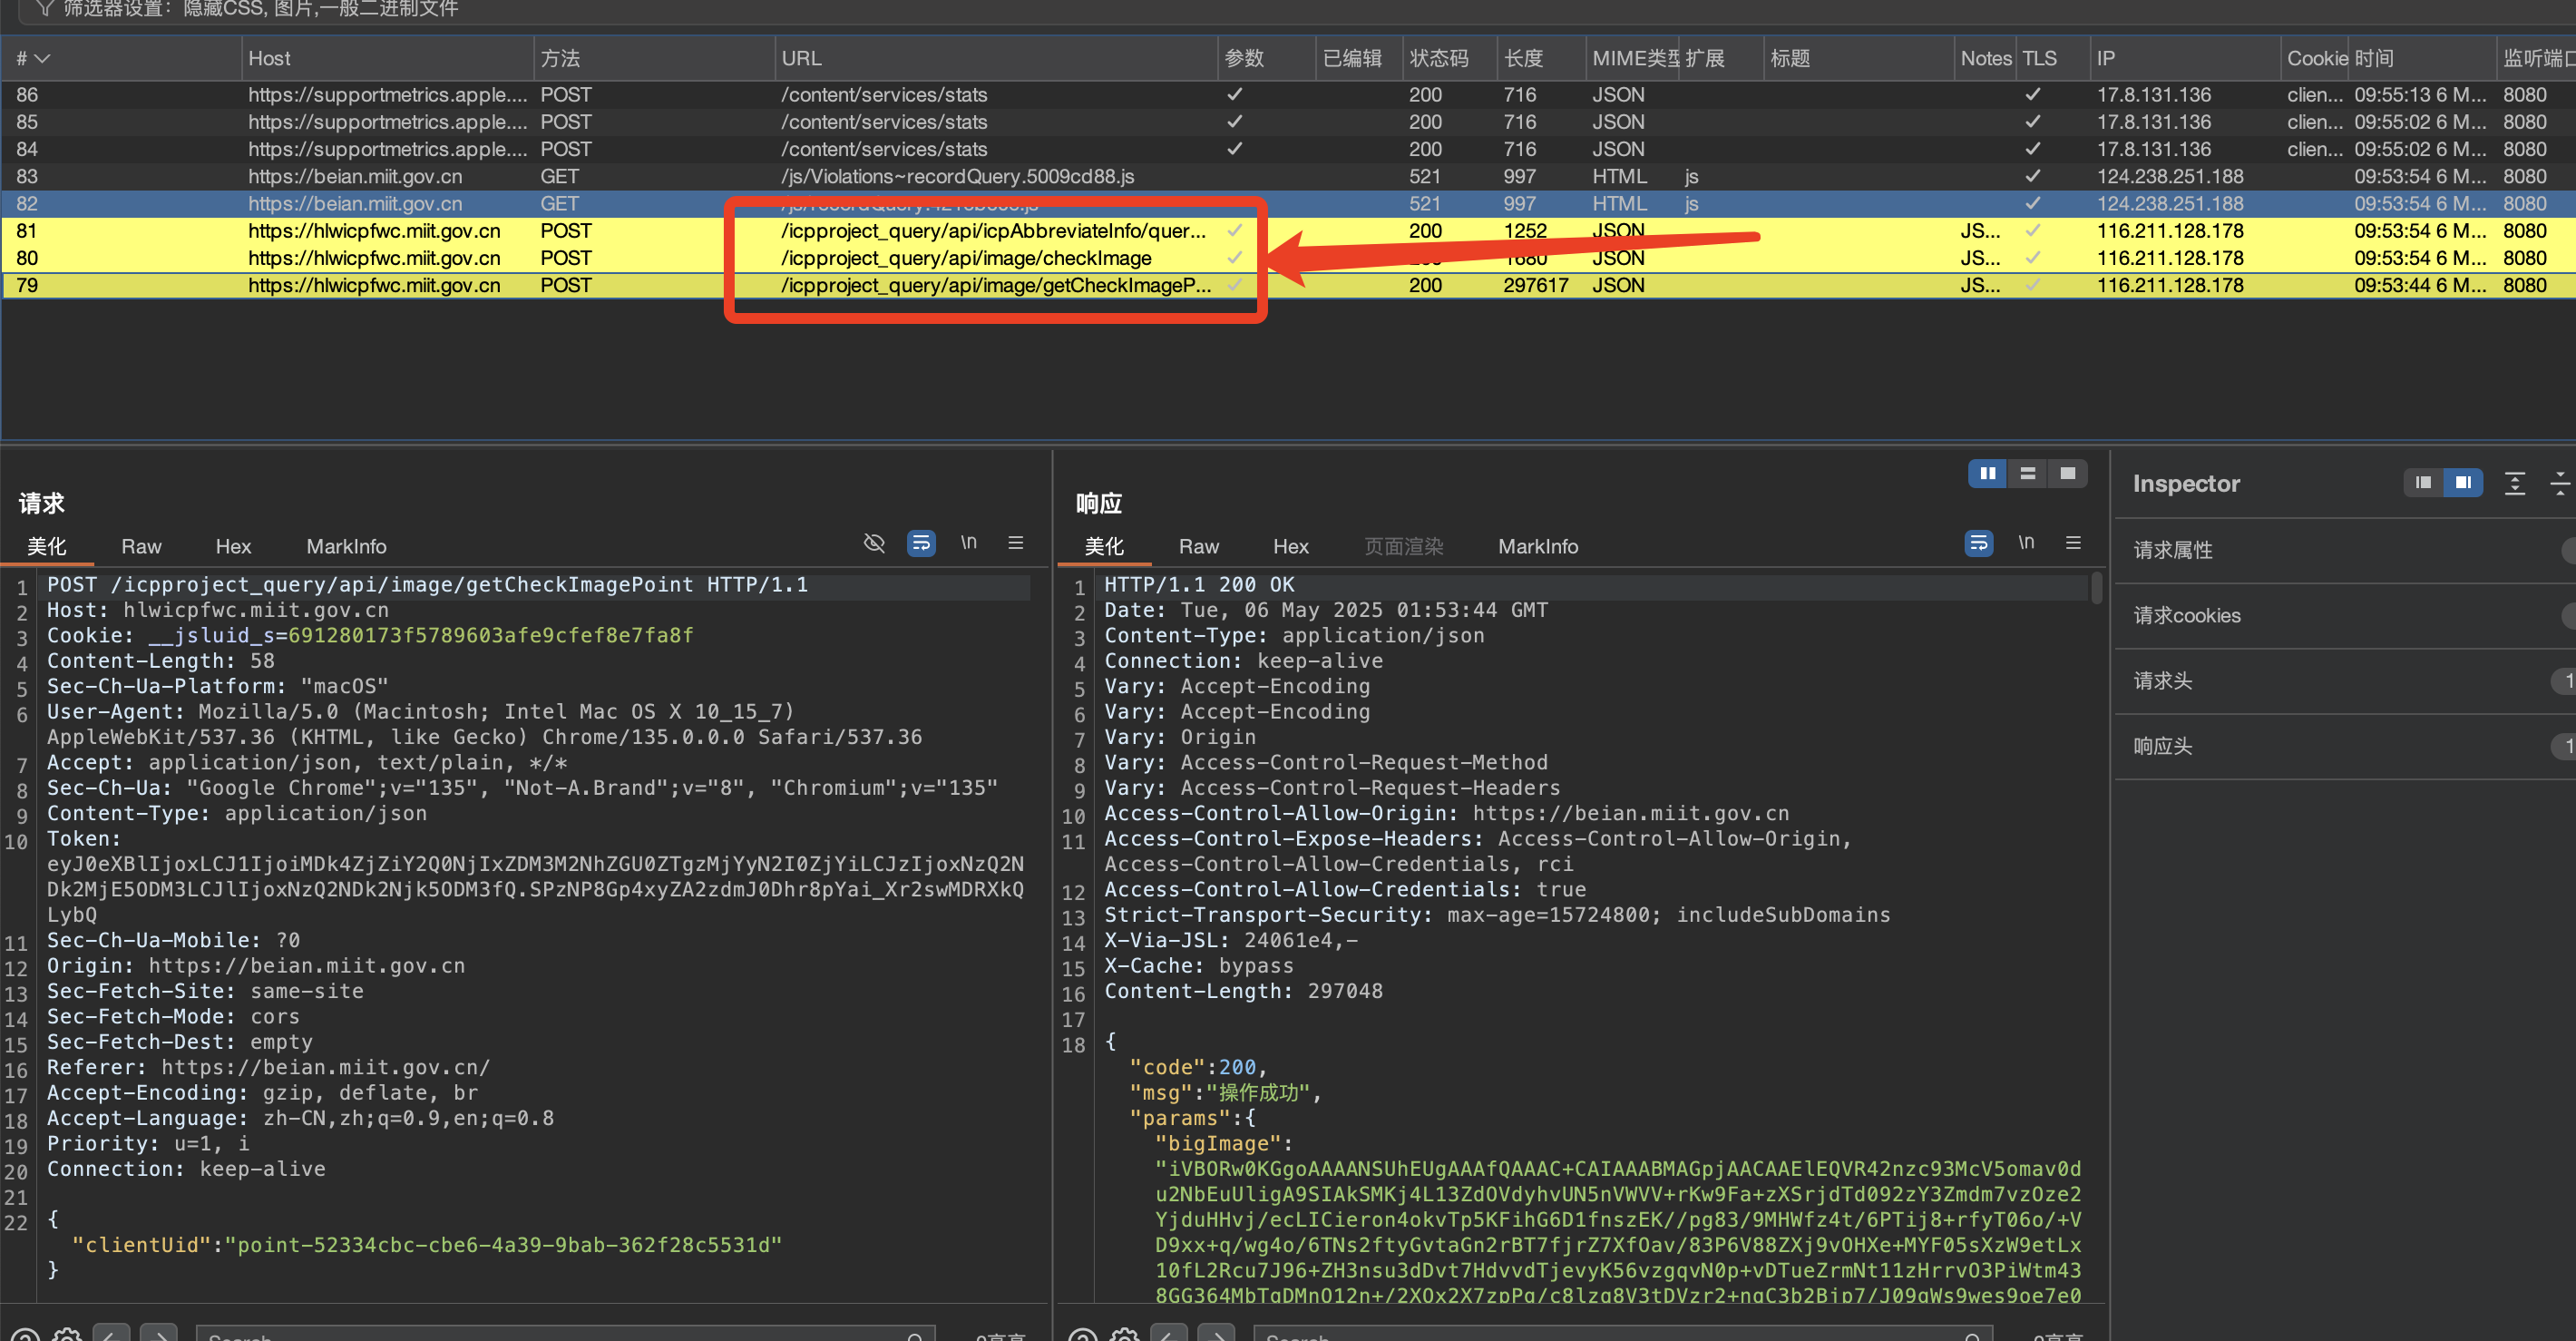 筛选器设置：隐藏CSS, 图片,一般二进制文件
# Host 方法 URL 参数 已编辑 状态码 长度 MIME类型 扩展 标题 Notes TLS IP Cookie 时间 监听端口
86 https://supportmetrics.apple.... POST /content/services/stats ✓ 200 716 JSON ✓ 17.8.131.136 clien... 09:55:13 6 M... 8080
85 https://supportmetrics.apple.... POST /content/services/stats ✓ 200 716 JSON ✓ 17.8.131.136 clien... 09:55:02 6 M... 8080
84 https://supportmetrics.apple.... POST /content/services/stats ✓ 200 716 JSON ✓ 17.8.131.136 clien... 09:55:02 6 M... 8080
83 https://beian.miit.gov.cn GET /js/Violations~recordQuery.5009cd88.js 521 997 HTML js ✓ 124.238.251.188 09:53:54 6 M... 8080
82 https://beian.miit.gov.cn GET 521 997 HTML js ✓ 124.238.251.188 09:53:54 6 M... 8080
81 https://hlwicpfwc.miit.gov.cn POST /icpproject_query/api/icpAbbreviateInfo/quer... ✓ 200 1252 JSON JS... ✓ 116.211.128.178 09:53:54 6 M... 8080
80 https://hlwicpfwc.miit.gov.cn POST /icpproject_query/api/image/checkImage ✓ 1680 JSON JS... ✓ 116.211.128.178 09:53:54 6 M... 8080
79 https://hlwicpfwc.miit.gov.cn POST /icpproject_query/api/image/getCheckImageP... ✓ 200 297617 JSON JS... ✓ 116.211.128.178 09:53:44 6 M... 8080
请求
美化 Raw Hex MarkInfo \n
1 POST /icpproject_query/api/image/getCheckImagePoint HTTP/1.1
2 Host: hlwicpfwc.miit.gov.cn
3 Cookie: __jsluid_s=691280173f5789603afe9cfef8e7fa8f
4 Content-Length: 58
5 Sec-Ch-Ua-Platform: "macOS"
6 User-Agent: Mozilla/5.0 (Macintosh; Intel Mac OS X 10_15_7)
AppleWebKit/537.36 (KHTML, like Gecko) Chrome/135.0.0.0 Safari/537.36
7 Accept: application/json, text/plain, */*
8 Sec-Ch-Ua: "Google Chrome";v="135", "Not-A.Brand";v="8", "Chromium";v="135"
9 Content-Type: application/json
10 Token:
eyJ0eXBlIjoxLCJ1IjoiMDk4ZjZiY2Q0NjIxZDM3M2NhZGU0ZTgzMjYyN2I0ZjYiLCJzIjoxNzQ2N
Dk2MjE5ODM3LCJlIjoxNzQ2NDk2Njk5ODM3fQ.SPzNP8Gp4xyZA2zdmJ0Dhr8pYai_Xr2swMDRXkQ
LybQ
11 Sec-Ch-Ua-Mobile: ?0
12 Origin: https://beian.miit.gov.cn
13 Sec-Fetch-Site: same-site
14 Sec-Fetch-Mode: cors
15 Sec-Fetch-Dest: empty
16 Referer: https://beian.miit.gov.cn/
17 Accept-Encoding: gzip, deflate, br
18 Accept-Language: zh-CN,zh;q=0.9,en;q=0.8
19 Priority: u=1, i
20 Connection: keep-alive
21
22 {
"clientUid":"point-52334cbc-cbe6-4a39-9bab-362f28c5531d"
}
响应
美化 Raw Hex 页面渲染 MarkInfo \n
1 HTTP/1.1 200 OK
2 Date: Tue, 06 May 2025 01:53:44 GMT
3 Content-Type: application/json
4 Connection: keep-alive
5 Vary: Accept-Encoding
6 Vary: Accept-Encoding
7 Vary: Origin
8 Vary: Access-Control-Request-Method
9 Vary: Access-Control-Request-Headers
10 Access-Control-Allow-Origin: https://beian.miit.gov.cn
11 Access-Control-Expose-Headers: Access-Control-Allow-Origin,
Access-Control-Allow-Credentials, rci
12 Access-Control-Allow-Credentials: true
13 Strict-Transport-Security: max-age=15724800; includeSubDomains
14 X-Via-JSL: 24061e4,-
15 X-Cache: bypass
16 Content-Length: 297048
17
18 {
"code":200,
"msg":"操作成功",
"params":{
"bigImage":
"iVBORw0KGgoAAAANSUhEUgAAAfQAAAC+CAIAAABMAGpjAACAAElEQVR42nzc93McV5omav0d
u2NbEuUligA9SIAkSMKj4L13ZdOVdyhvUN5nVWVV+rKw9Fa+zXSrjdTd092zY3Zmdm7vzOze2
YjduHHvj/ecLICieron4okvTp5KFihG6D1fnszEK//pg83/9MHWfz4t/6PTij8+rfyT06o/+V
D9xx+q/wg4o/6TNs2ftyGvtaGn2rBT7fjrZ7XfOav/83P6V88ZXj9vOHXe+MYF05sXzW9etLx
10fL2Rcu7J96+ZH3nsu3dDvt7HdvvdTjevyK56vzgqvN0p+vDTueZrmNt11zHrrvO3PiWtm43
Search
Search
Inspector
请求属性
请求cookies
请求头
响应头